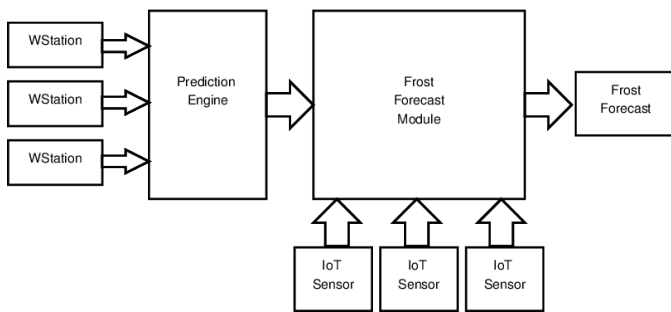 WStation
WStation
WStation
Prediction
Engine
Frost
Forecast
Module
Frost
Forecast
IoT
Sensor
IoT
Sensor
IoT
Sensor